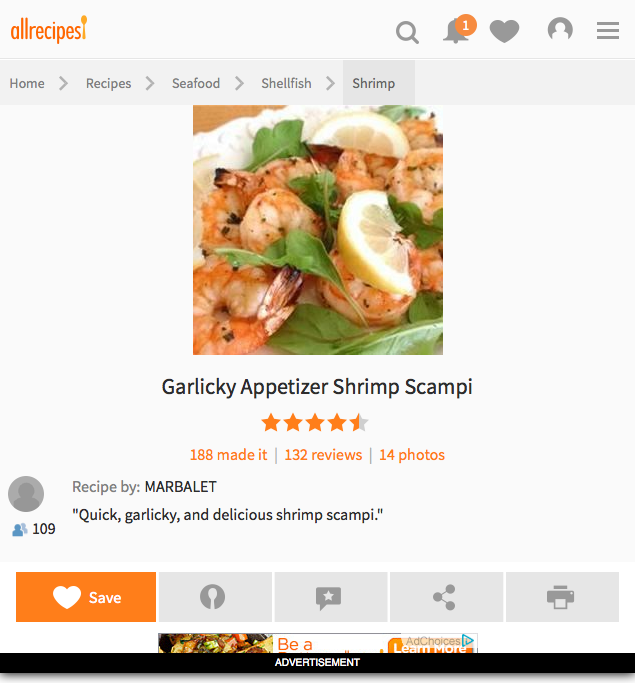 allrecipes
1
Home
Recipes
Seafood
Shellfish
Shrimp
Garlicky Appetizer Shrimp Scampi
188 made it | 132 reviews | 14 photos
Recipe by: MARBALET
109
"Quick, garlicky, and delicious shrimp scampi."
Save
Be a
AdChoices
Learn More
ADVERTISEMENT